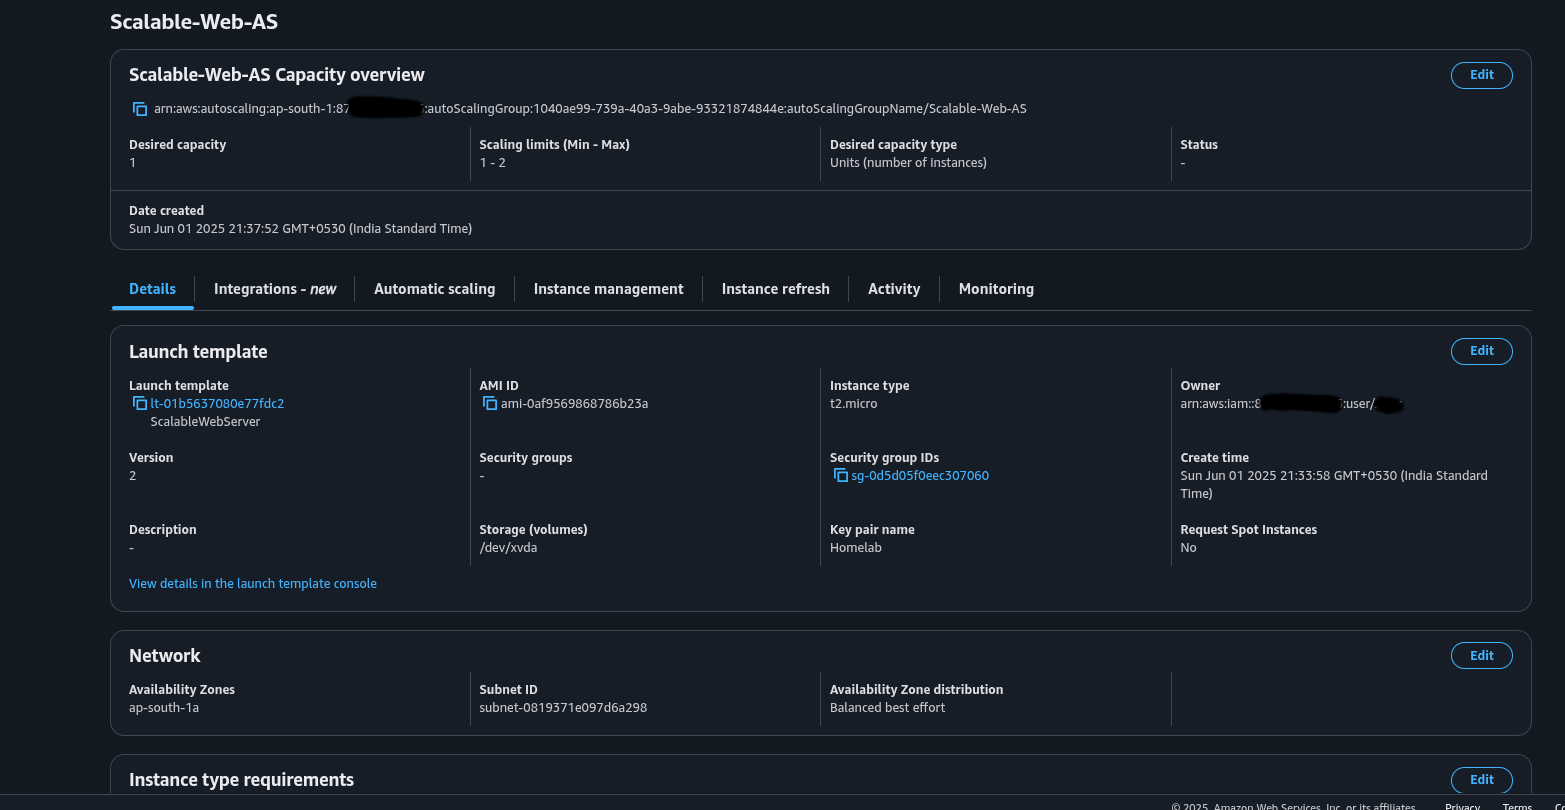 Scalable-Web-AS
Scalable-Web-AS Capacity overview
Edit
arn:aws:autoscaling:ap-south-1:87 :autoScalingGroup:1040ae99-739a-40a3-9abe-93321874844e:autoScalingGroupName/Scalable-Web-AS
Desired capacity
1
Scaling limits (Min - Max)
1 - 2
Desired capacity type
Units (number of instances)
Status
-
Date created
Sun Jun 01 2025 21:37:52 GMT+0530 (India Standard Time)
Details
Integrations - new
Automatic scaling
Instance management
Instance refresh
Activity
Monitoring
Launch template
Edit
Launch template
lt-01b5637080e77fdc2
ScalableWebServer
AMI ID
ami-0af9569868786b23a
Instance type
t2.micro
Owner
arn:aws:iam::8 :user/
Version
2
Security groups
-
Security group IDs
sg-0d5d05f0eec307060
Create time
Sun Jun 01 2025 21:33:58 GMT+0530 (India Standard
Time)
Description
-
Storage (volumes)
/dev/xvda
Key pair name
Homelab
Request Spot Instances
No
View details in the launch template console
Network
Edit
Availability Zones
ap-south-1a
Subnet ID
subnet-0819371e097d6a298
Availability Zone distribution
Balanced best effort
Instance type requirements
Edit
© 2025, Amazon Web Services, Inc. or its affiliates.
Privacy
Terms